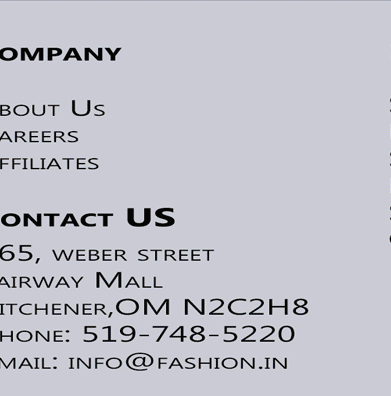 OMPANY
BOUT US
AREERS
FFILIATES
ONTACT US
65, WEBER STREET
AIRWAY MALL
ITCHENER,OM N2C2H8
HONE: 519-748-5220
MAIL: INFO@FASHION.IN